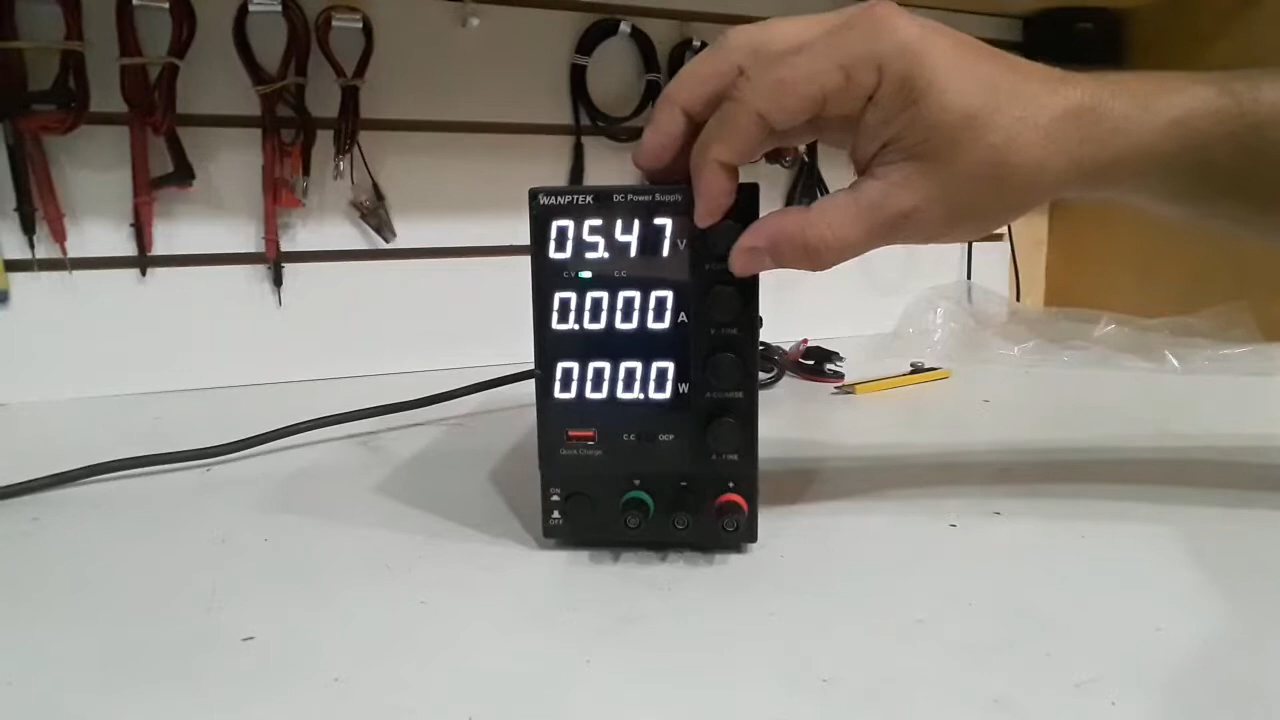 WANPTEK DC Power Supply
05.47 V
C.V C.C
0.000 A
V - FINE
000.0 W
A-COARSE
C.C OCP
Quick Charge
A - FINE
ON
OFF
- +